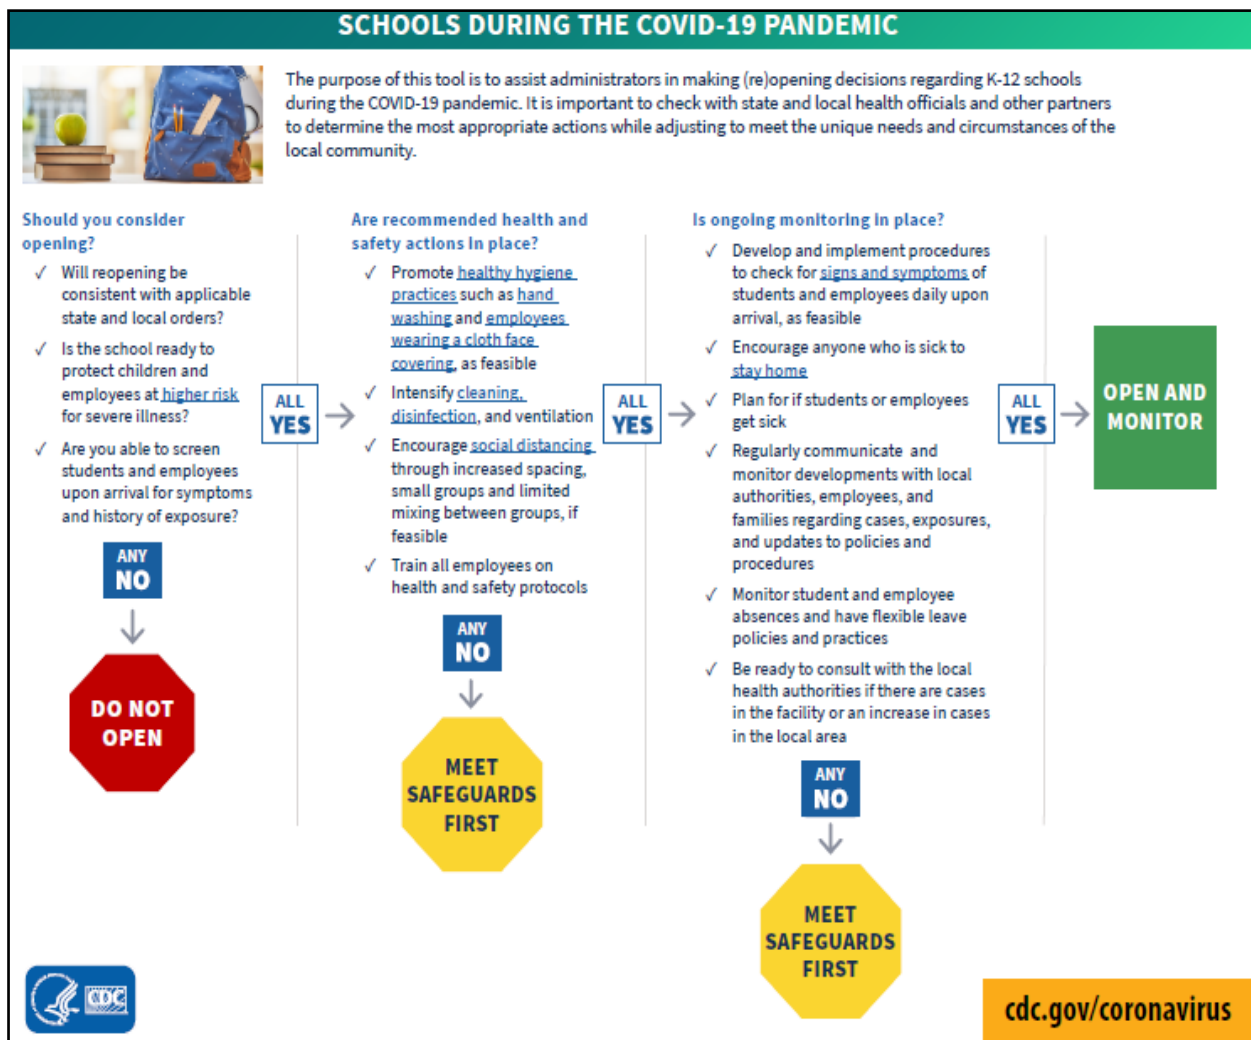 SCHOOLS DURING THE COVID-19 PANDEMIC
The purpose of this tool is to assist administrators in making (re)opening decisions regarding K-12 schools
during the COVID-19 pandemic. It is important to check with state and local health officials and other partners
to determine the most appropriate actions while adjusting to meet the unique needs and circumstances of the
local community.
Should you consider
opening?
✓ Will reopening be
consistent with applicable
state and local orders?
✓ Is the school ready to
protect children and
employees at higher risk
for severe illness?
✓ Are you able to screen
students and employees
upon arrival for symptoms
and history of exposure?
ANY
NO
DO NOT
OPEN
ALL
YES
Are recommended health and
safety actions in place?
✓ Promote healthy hygiene
practices such as hand
washing and employees
wearing a cloth face
covering, as feasible
✓ Intensify cleaning,
disinfection, and ventilation
✓ Encourage social distancing
through increased spacing,
small groups and limited
mixing between groups, if
feasible
✓ Train all employees on
health and safety protocols
ANY
NO
MEET
SAFEGUARDS
FIRST
ALL
YES
Is ongoing monitoring in place?
✓ Develop and implement procedures
to check for signs and symptoms of
students and employees daily upon
arrival, as feasible
✓ Encourage anyone who is sick to
stay home
✓ Plan for if students or employees
get sick
✓ Regularly communicate and
monitor developments with local
authorities, employees, and
families regarding cases, exposures,
and updates to policies and
procedures
✓ Monitor student and employee
absences and have flexible leave
policies and practices
✓ Be ready to consult with the local
health authorities if there are cases
in the facility or an increase in cases
in the local area
ANY
NO
MEET
SAFEGUARDS
FIRST
ALL
YES
OPEN AND
MONITOR
CDC
cdc.gov/coronavirus